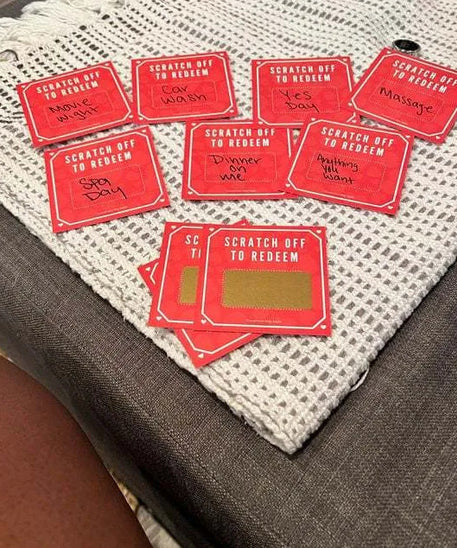 SCRATCH OFF
TO REDEEM
Movie
Night
SCRATCH OFF
TO REDEEM
Car
Wash
SCRATCH OFF
TO REDEEM
Yes
Day
SCRATCH OFF
TO REDEEM
Massage
SCRATCH OFF
TO REDEEM
Spa
Day
SCRATCH OFF
TO REDEEM
Dinner
on
me
SCRATCH OFF
TO REDEEM
Anything
You
Want
SC
T
SCRATCH OFF
TO REDEEM